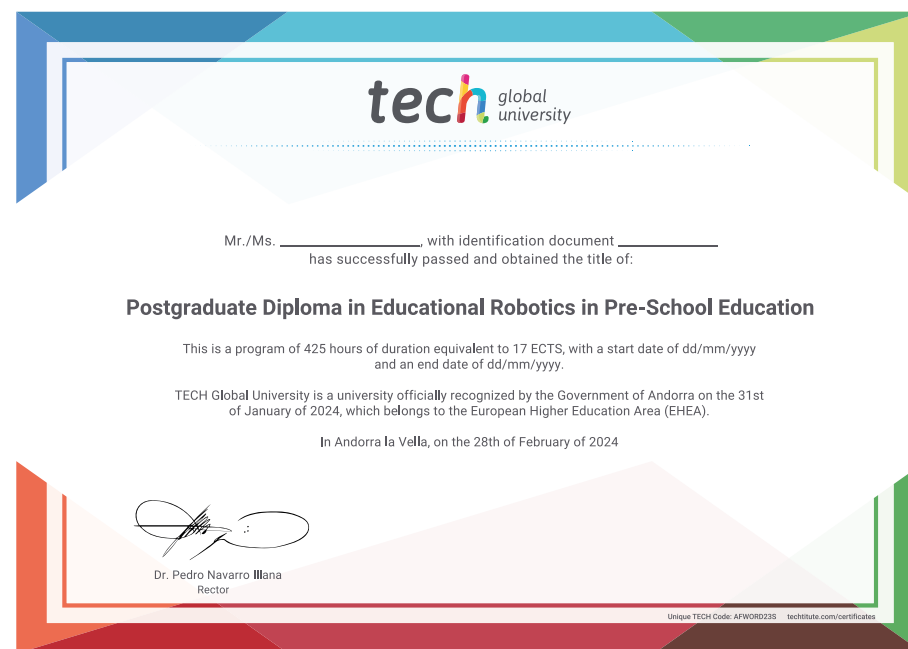 tech global university
Mr./Ms. ____________, with identification document ____________
has successfully passed and obtained the title of:
Postgraduate Diploma in Educational Robotics in Pre-School Education
This is a program of 425 hours of duration equivalent to 17 ECTS, with a start date of dd/mm/yyyy
and an end date of dd/mm/yyyy.
TECH Global University is a university officially recognized by the Government of Andorra on the 31st
of January of 2024, which belongs to the European Higher Education Area (EHEA).
In Andorra la Vella, on the 28th of February of 2024
Dr. Pedro Navarro Illana
Rector
Unique TECH Code: AFWORD23S techtitute.com/certificates